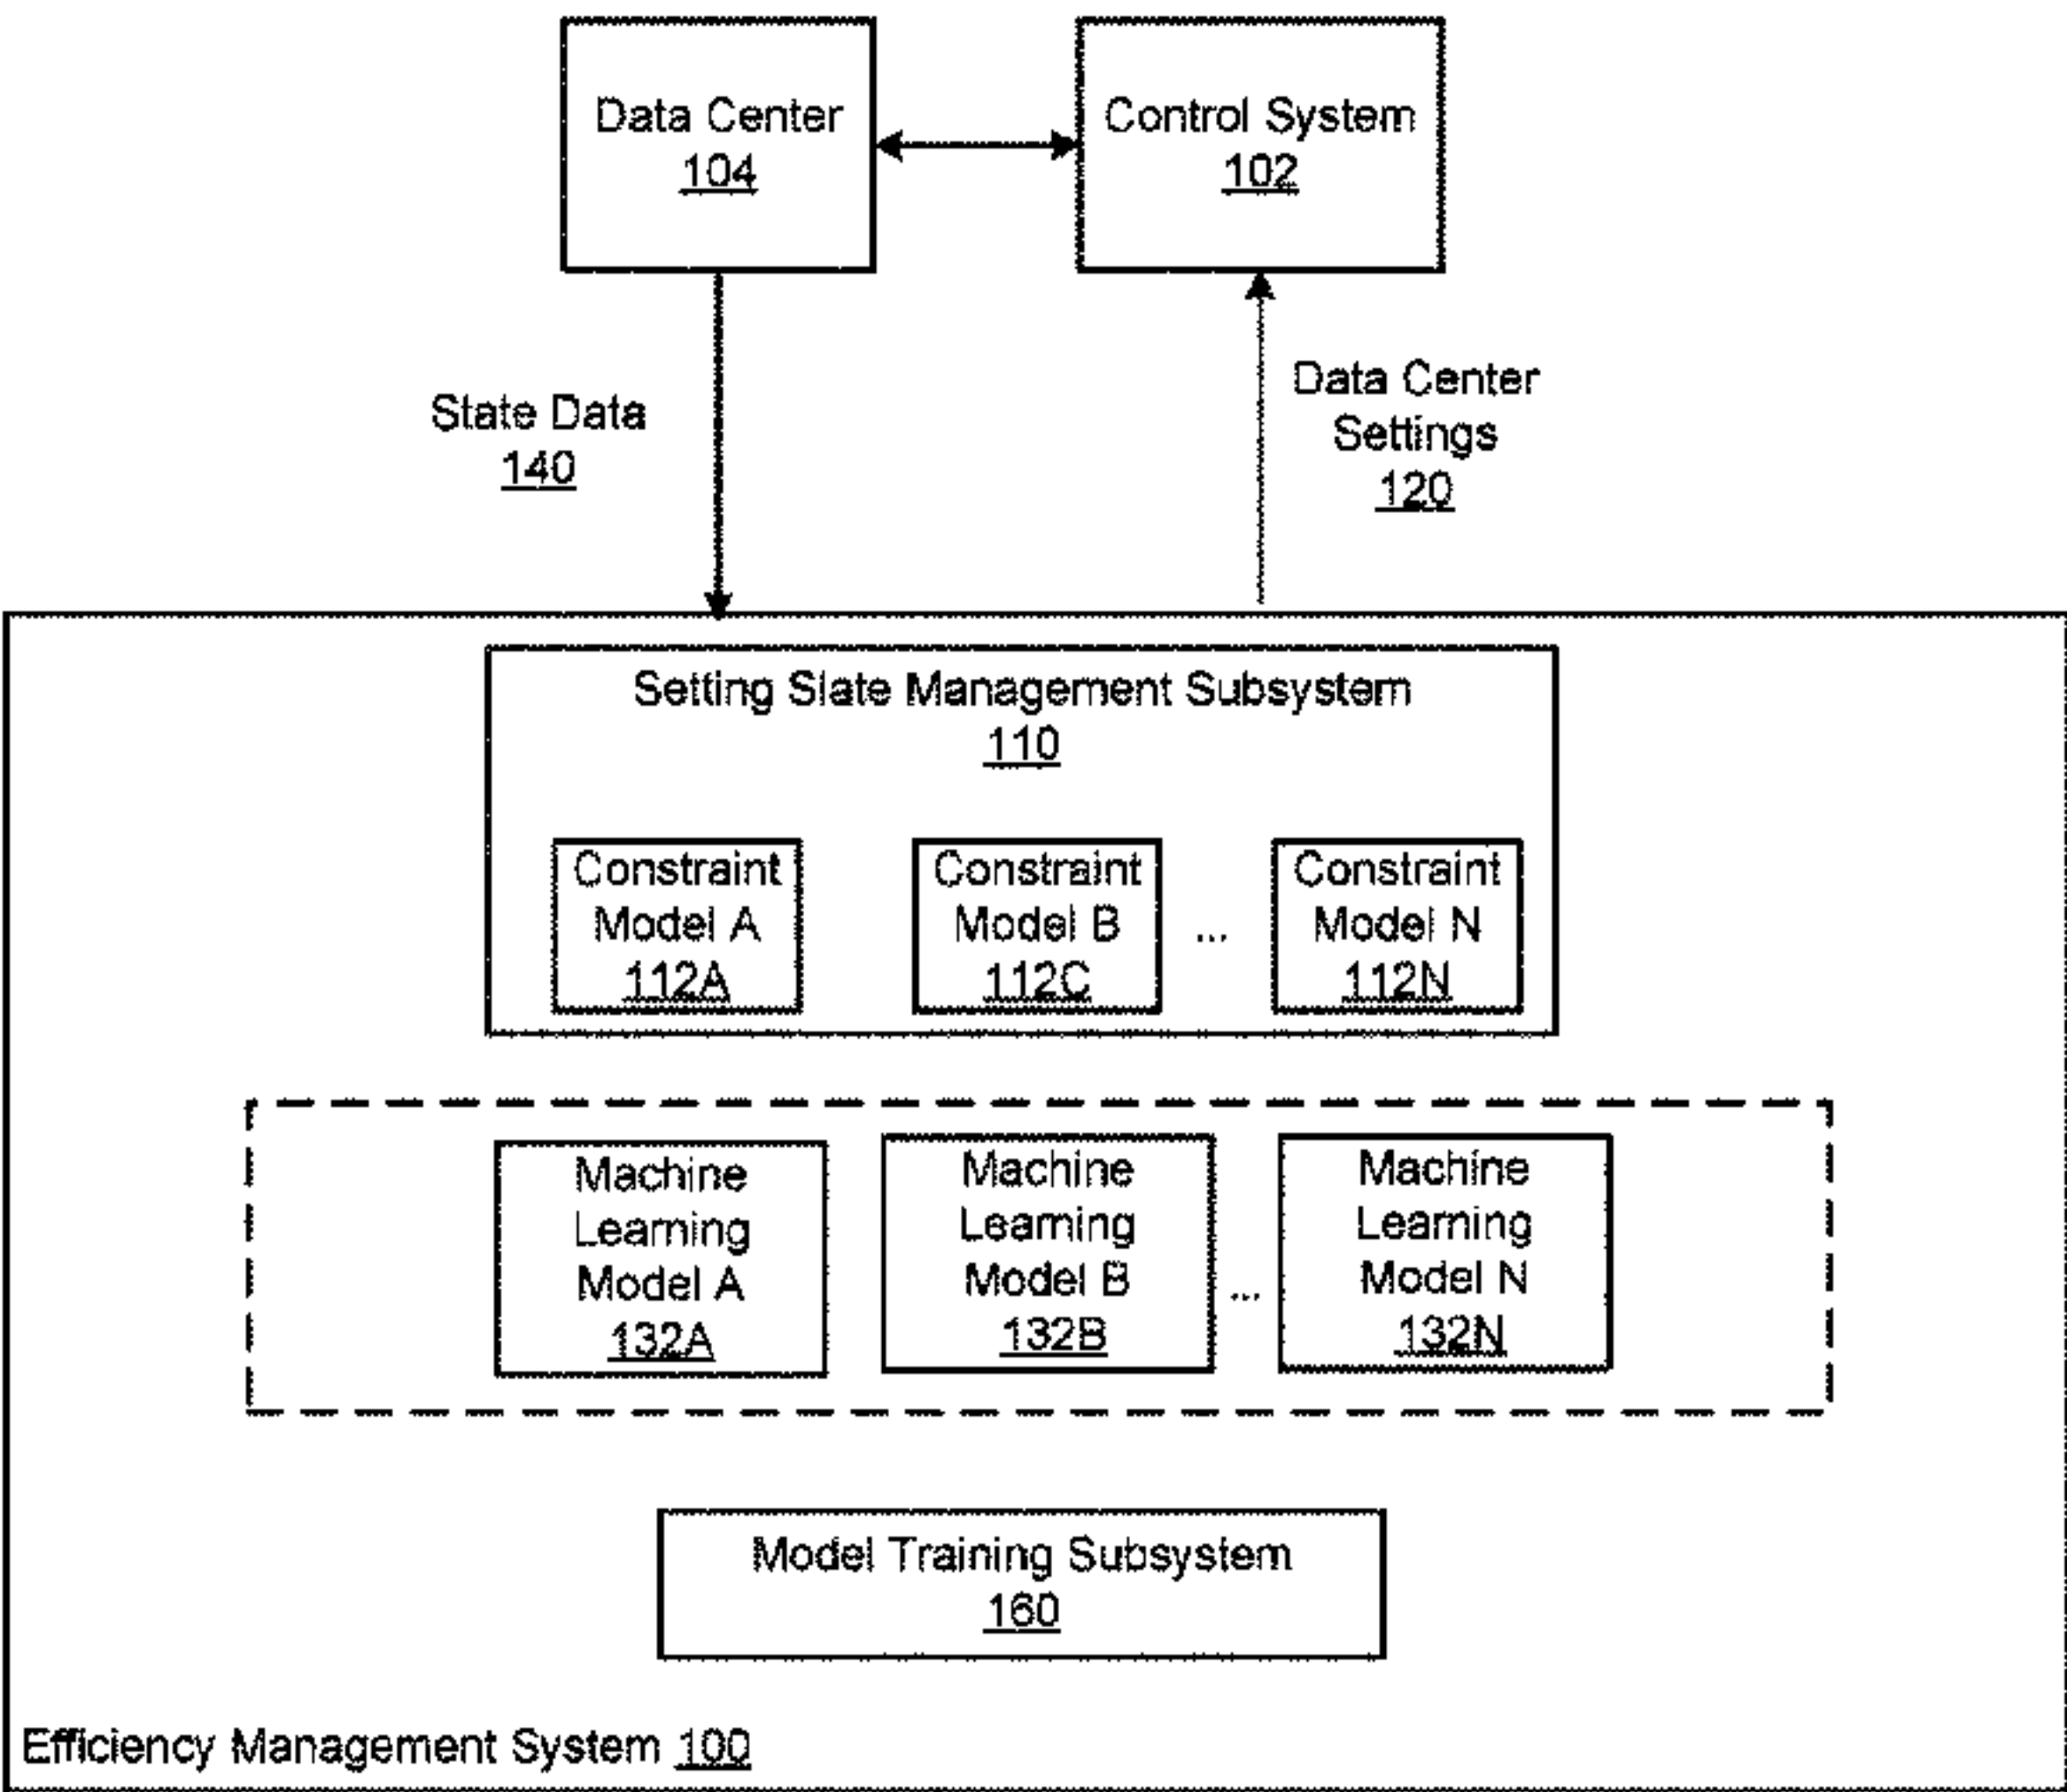 Data Center
104
Control System
102
State Data
140
Data Center
Settings
120
Setting Slate Management Subsystem
110
Constraint
Model A
112A
Constraint
Model B
112C
...
Constraint
Model N
112N
Machine
Learning
Model A
132A
Machine
Learning
Model B
132B
...
Machine
Learning
Model N
132N
Model Training Subsystem
160
Efficiency Management System 100